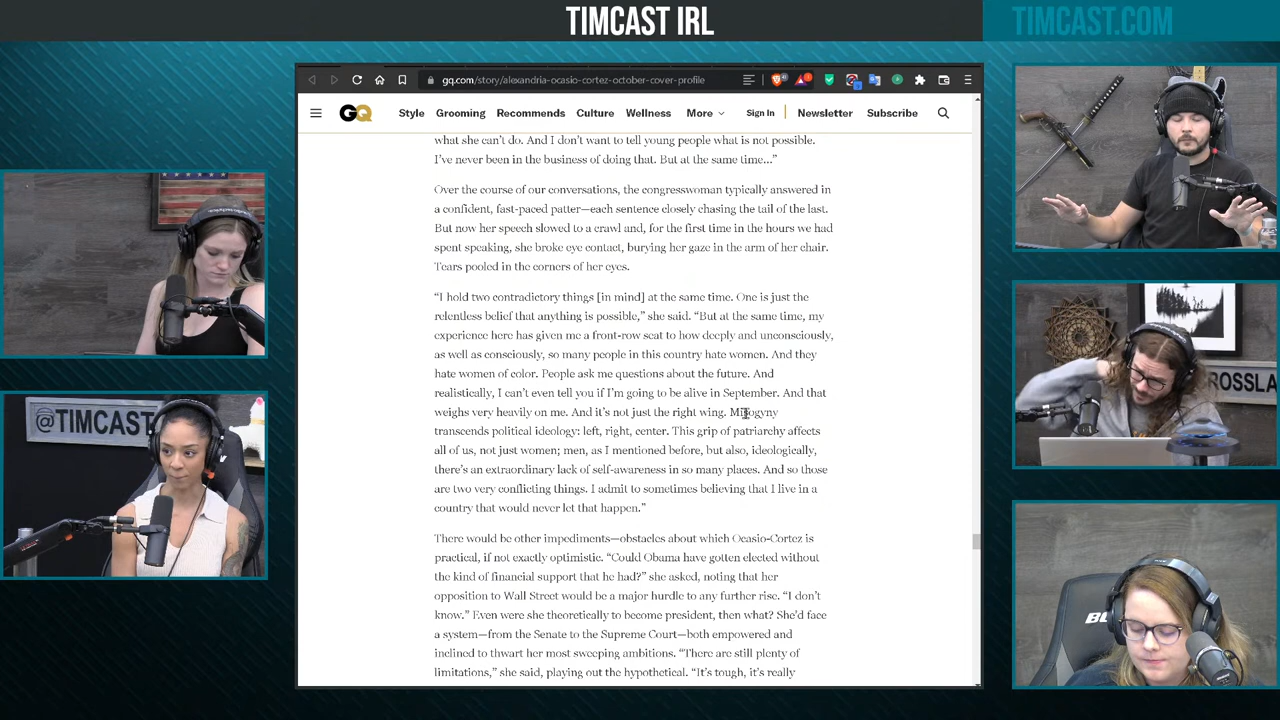 TIMCAST IRL
TIMCAST.COM
gq.com/story/alexandria-ocasio-cortez-october-cover-profile
GQ
Style
Grooming
Recommends
Culture
Wellness
More
Sign In
Newsletter
Subscribe
what she can't do. And I don't want to tell young people what is not possible.
I've never been in the business of doing that. But at the same time…”
Over the course of our conversations, the congresswoman typically answered in
a confident, fast-paced patter—each sentence closely chasing the tail of the last.
But now her speech slowed to a crawl and, for the first time in the hours we had
spent speaking, she broke eye contact, burying her gaze in the arm of her chair.
Tears pooled in the corners of her eyes.
“I hold two contradictory things [in mind] at the same time. One is just the
relentless belief that anything is possible,” she said. “But at the same time, my
experience here has given me a front-row seat to how deeply and unconsciously,
as well as consciously, so many people in this country hate women. And they
hate women of color. People ask me questions about the future. And
realistically, I can't even tell you if I'm going to be alive in September. And that
weighs very heavily on me. And it's not just the right wing. Misogyny
transcends political ideology: left, right, center. This grip of patriarchy affects
all of us, not just women; men, as I mentioned before, but also, ideologically,
there's an extraordinary lack of self-awareness in so many places. And so those
are two very conflicting things. I admit to sometimes believing that I live in a
country that would never let that happen.”
There would be other impediments—obstacles about which Ocasio-Cortez is
practical, if not exactly optimistic. “Could Obama have gotten elected without
the kind of financial support that he had?” she asked, noting that her
opposition to Wall Street would be a major hurdle to any further rise. “I don't
know.” Even were she theoretically to become president, then what? She'd face
a system—from the Senate to the Supreme Court—both empowered and
inclined to thwart her most sweeping ambitions. “There are still plenty of
limitations,” she said, playing out the hypothetical. “It's tough, it's really
@TIMCAST